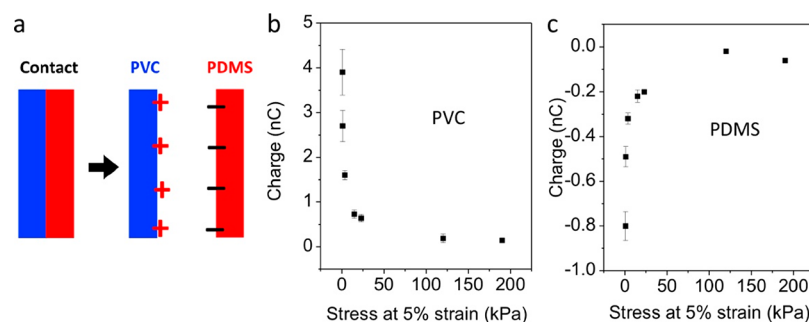 a
Contact
PVC
PDMS
+
+
+
+
b
Charge (nC)
5
4
3
2
1
0
PVC
0 50 100 150 200
Stress at 5% strain (kPa)
c
Charge (nC)
0.0
-0.2
-0.4
-0.6
-0.8
-1.0
PDMS
0 50 100 150 200
Stress at 5% strain (kPa)